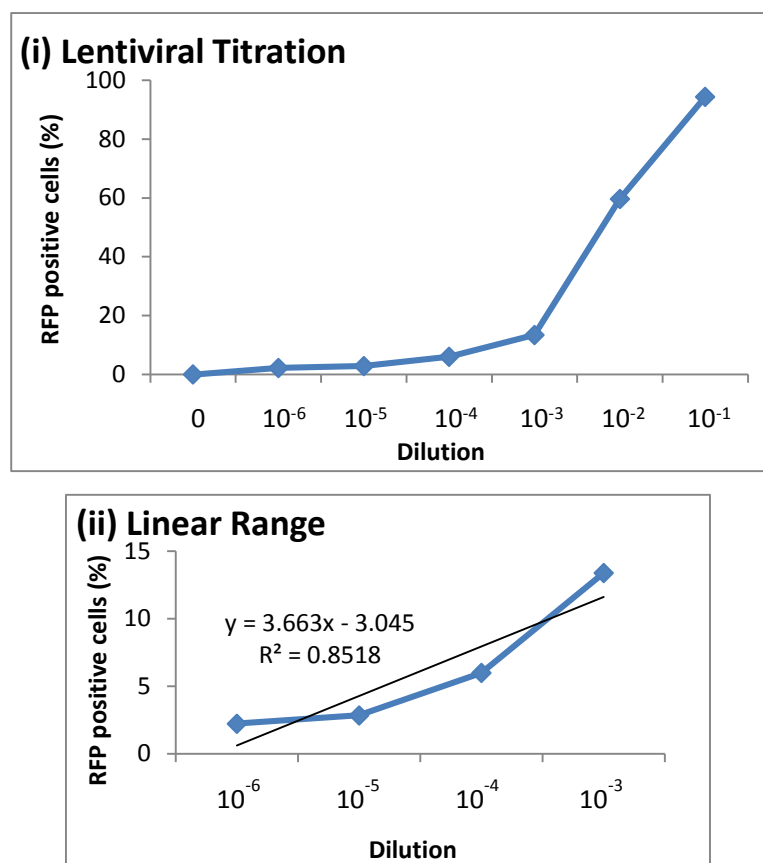 (i) Lentiviral Titration
RFP positive cells (%)
100
80
60
40
20
0
0 10⁻⁶ 10⁻⁵ 10⁻⁴ 10⁻³ 10⁻² 10⁻¹
Dilution
(ii) Linear Range
RFP positive cells (%)
15
10
5
0
y = 3.663x - 3.045
R² = 0.8518
10⁻⁶ 10⁻⁵ 10⁻⁴ 10⁻³
Dilution